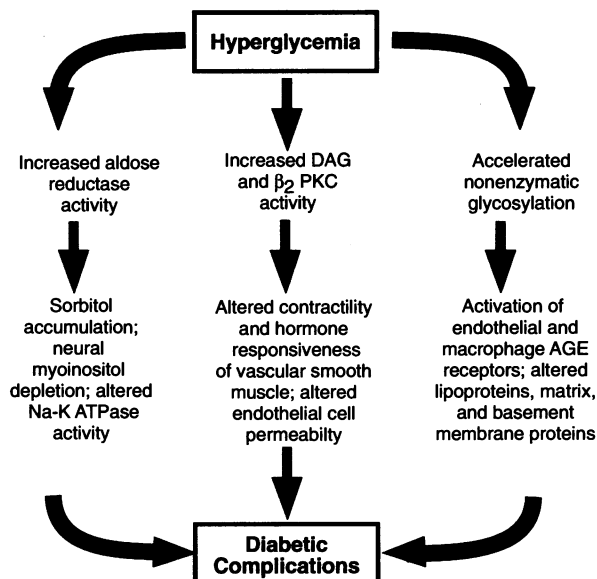 Hyperglycemia
Increased aldose
reductase
activity
Increased DAG
and β2 PKC
activity
Accelerated
nonenzymatic
glycosylation
Sorbitol
accumulation;
neural
myoinositol
depletion; altered
Na-K ATPase
activity
Altered contractility
and hormone
responsiveness
of vascular smooth
muscle; altered
endothelial cell
permeabilty
Activation of
endothelial and
macrophage AGE
receptors; altered
lipoproteins, matrix,
and basement
membrane proteins
Diabetic
Complications